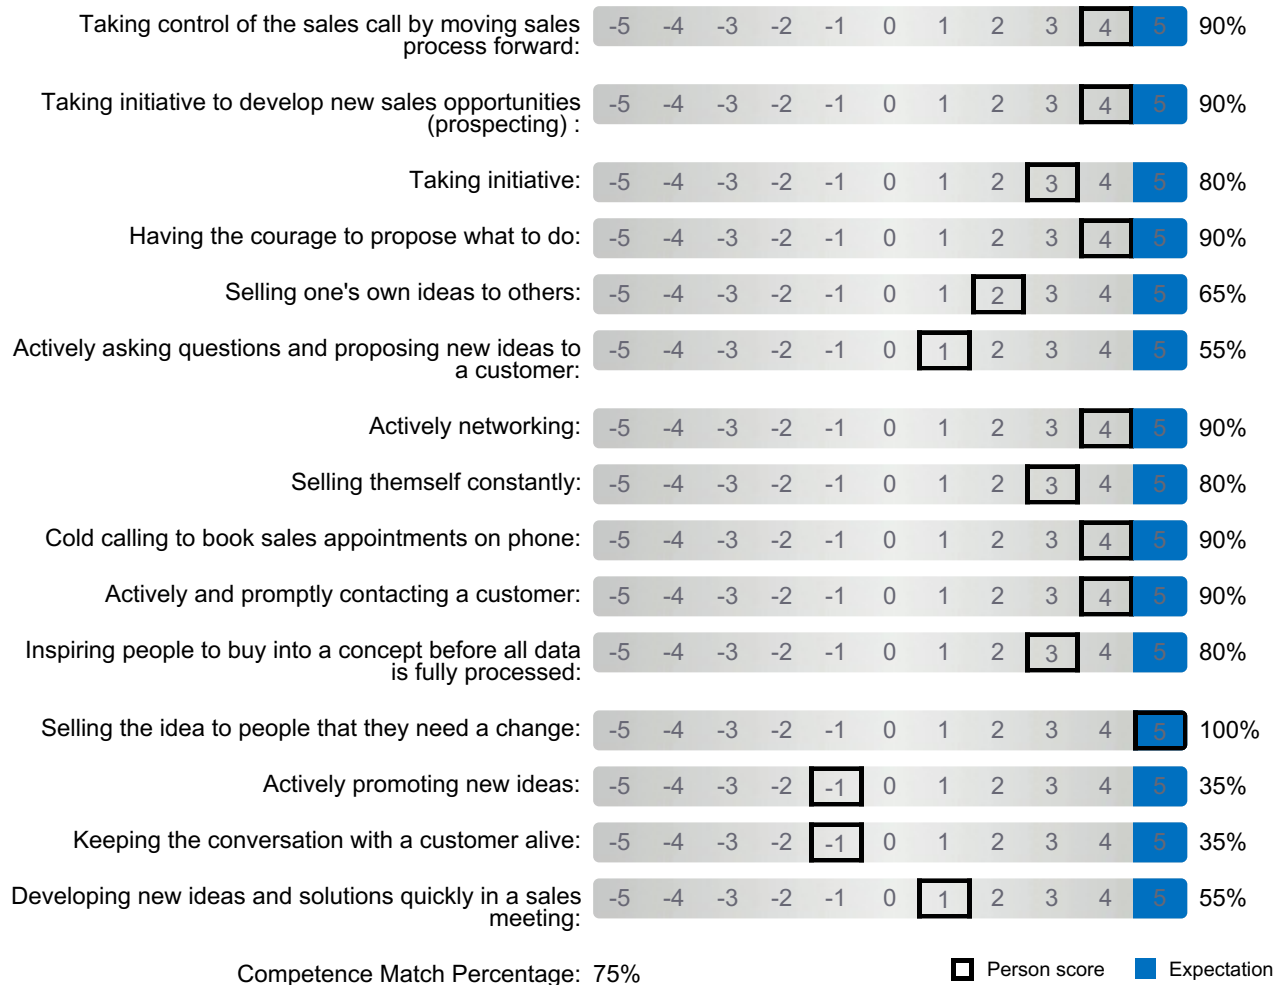 Taking control of the sales call by moving sales
process forward:
-5 -4 -3 -2 -1 0 1 2 3 4 5 90%
Taking initiative to develop new sales opportunities
(prospecting) :
-5 -4 -3 -2 -1 0 1 2 3 4 5 90%
Taking initiative: -5 -4 -3 -2 -1 0 1 2 3 4 5 80%
Having the courage to propose what to do: -5 -4 -3 -2 -1 0 1 2 3 4 5 90%
Selling one's own ideas to others: -5 -4 -3 -2 -1 0 1 2 3 4 5 65%
Actively asking questions and proposing new ideas to
a customer:
-5 -4 -3 -2 -1 0 1 2 3 4 5 55%
Actively networking: -5 -4 -3 -2 -1 0 1 2 3 4 5 90%
Selling themself constantly: -5 -4 -3 -2 -1 0 1 2 3 4 5 80%
Cold calling to book sales appointments on phone: -5 -4 -3 -2 -1 0 1 2 3 4 5 90%
Actively and promptly contacting a customer: -5 -4 -3 -2 -1 0 1 2 3 4 5 90%
Inspiring people to buy into a concept before all data
is fully processed:
-5 -4 -3 -2 -1 0 1 2 3 4 5 80%
Selling the idea to people that they need a change: -5 -4 -3 -2 -1 0 1 2 3 4 5 100%
Actively promoting new ideas: -5 -4 -3 -2 -1 0 1 2 3 4 5 35%
Keeping the conversation with a customer alive: -5 -4 -3 -2 -1 0 1 2 3 4 5 35%
Developing new ideas and solutions quickly in a sales
meeting:
-5 -4 -3 -2 -1 0 1 2 3 4 5 55%
Competence Match Percentage: 75% Person score Expectation